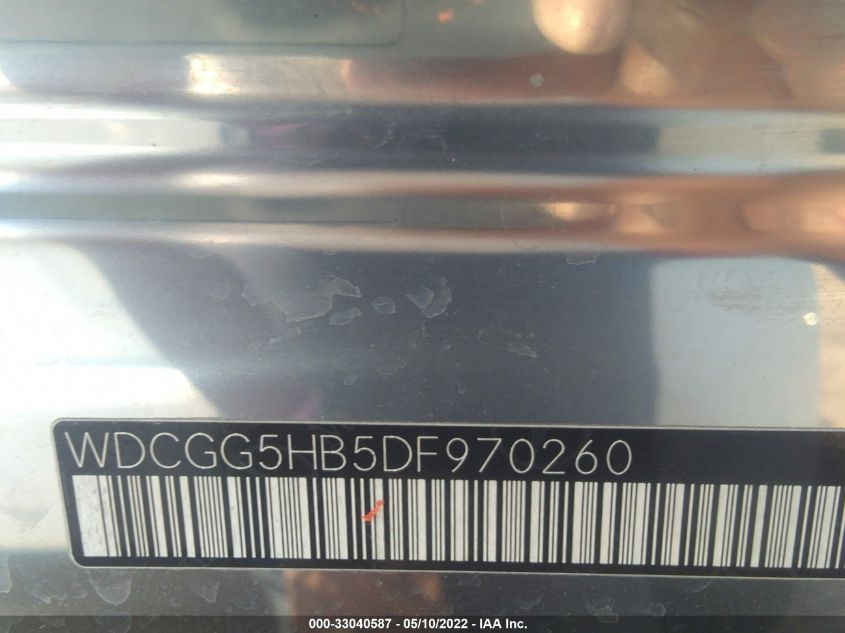 WDCGG5HB5DF970260
000-33040587 - 05/10/2022 - IAA Inc.